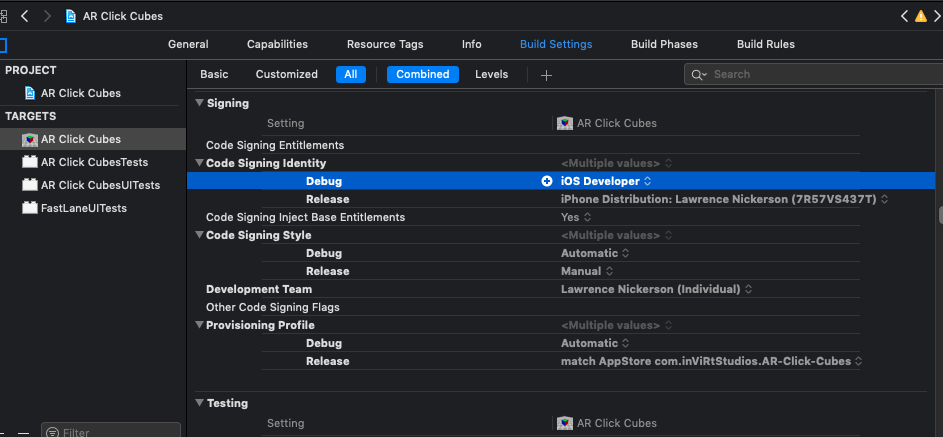 AR Click Cubes
General Capabilities Resource Tags Info Build Settings Build Phases Build Rules
PROJECT
AR Click Cubes
TARGETS
AR Click Cubes
AR Click CubesTests
AR Click CubesUITests
FastLaneUITests
Filter
Basic Customized All Combined Levels Search
Signing
Setting AR Click Cubes
Code Signing Entitlements
Code Signing Identity <Multiple values>
Debug iOS Developer
Release iPhone Distribution: Lawrence Nickerson (7R57VS437T)
Code Signing Inject Base Entitlements Yes
Code Signing Style <Multiple values>
Debug Automatic
Release Manual
Development Team Lawrence Nickerson (Individual)
Other Code Signing Flags
Provisioning Profile <Multiple values>
Debug Automatic
Release match AppStore com.inViRtStudios.AR-Click-Cubes
Testing
Setting AR Click Cubes